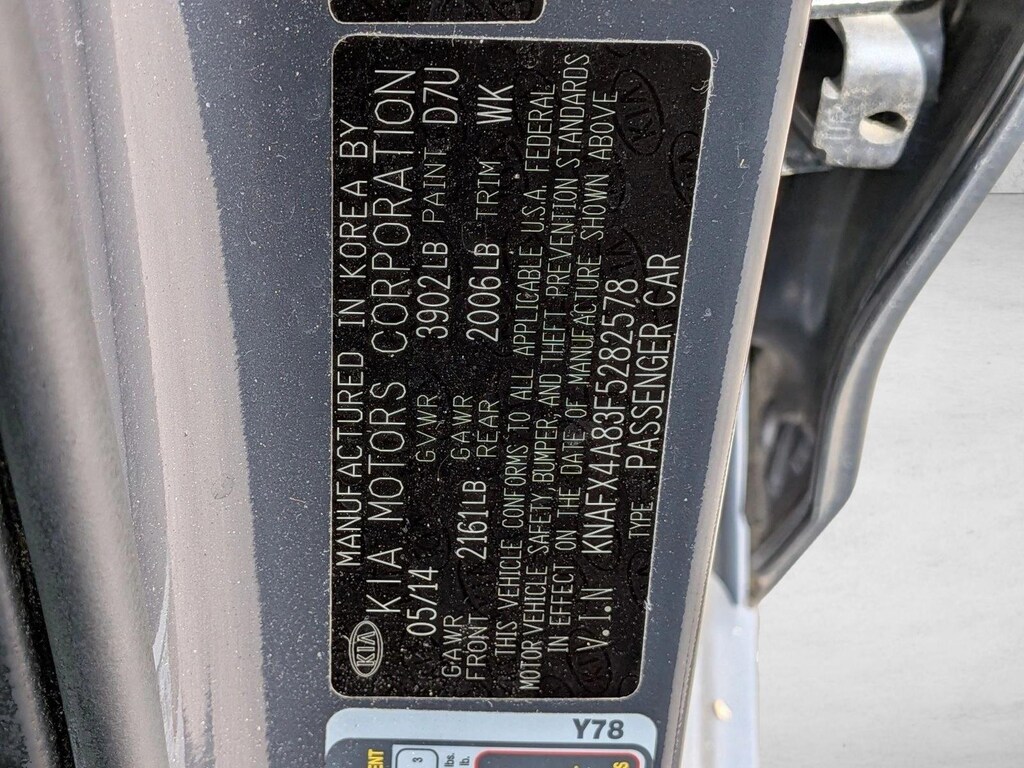 MANUFACTURED IN KOREA BY
KIA KIA MOTORS CORPORATION
05/14 GVWR 3902LB PAINT D7U
GAWR FRONT 2161LB GAWR REAR 2006LB TRIM WK
THIS VEHICLE CONFORMS TO ALL APPLICABLE U.S.A. FEDERAL
MOTOR VEHICLE SAFETY, BUMPER, AND THEFT PREVENTION STANDARDS
IN EFFECT ON THE DATE OF MANUFACTURE SHOWN ABOVE
V.I.N KNAFX4A83F5282578
TYPE PASSENGER CAR
Y78